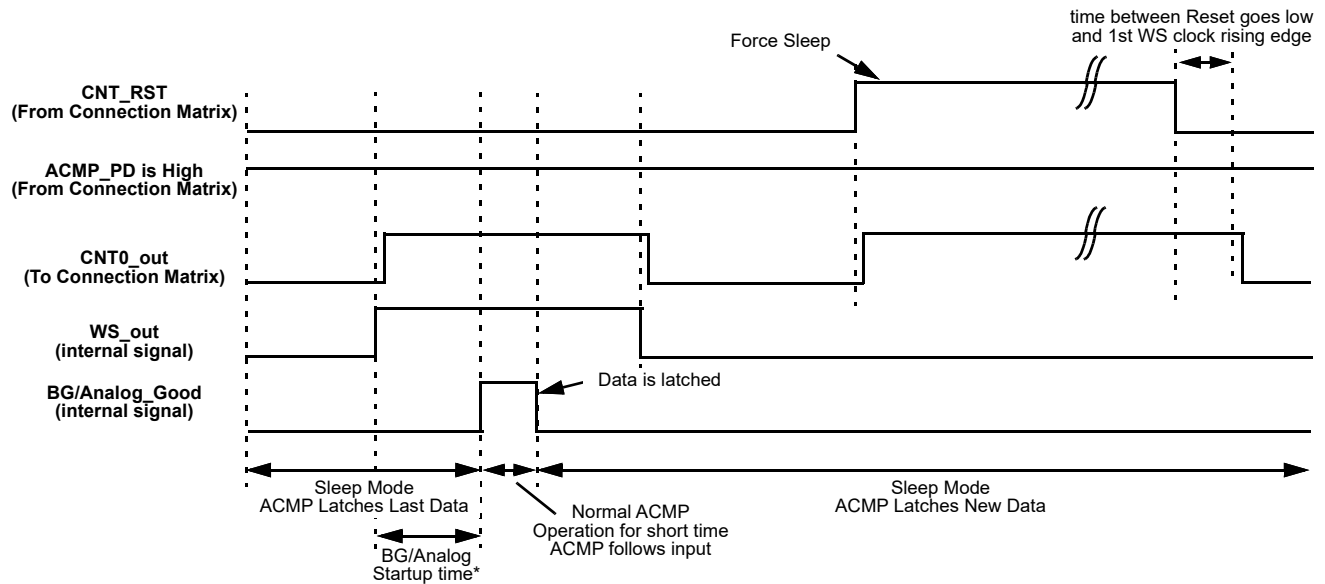 time between Reset goes low
and 1st WS clock rising edge
Force Sleep
CNT_RST
(From Connection Matrix)
ACMP_PD is High
(From Connection Matrix)
CNT0_out
(To Connection Matrix)
WS_out
(internal signal)
BG/Analog_Good
(internal signal)
Data is latched
Sleep Mode
ACMP Latches Last Data
Normal ACMP
Operation for short time
ACMP follows input
Sleep Mode
ACMP Latches New Data
BG/Analog
Startup time*